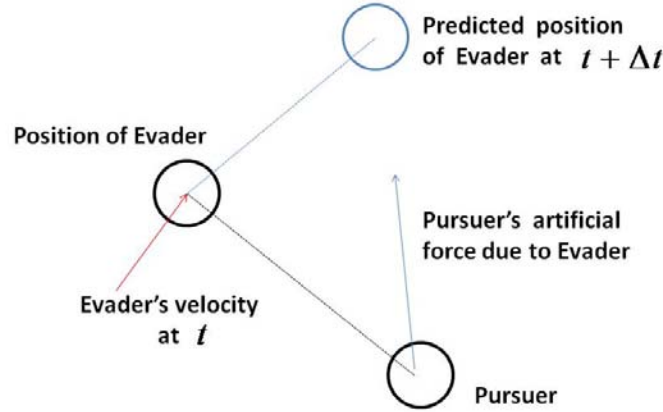 Predicted position
of Evader at t + Δt
Position of Evader
Pursuer's artificial
force due to Evader
Evader's velocity
at t
Pursuer